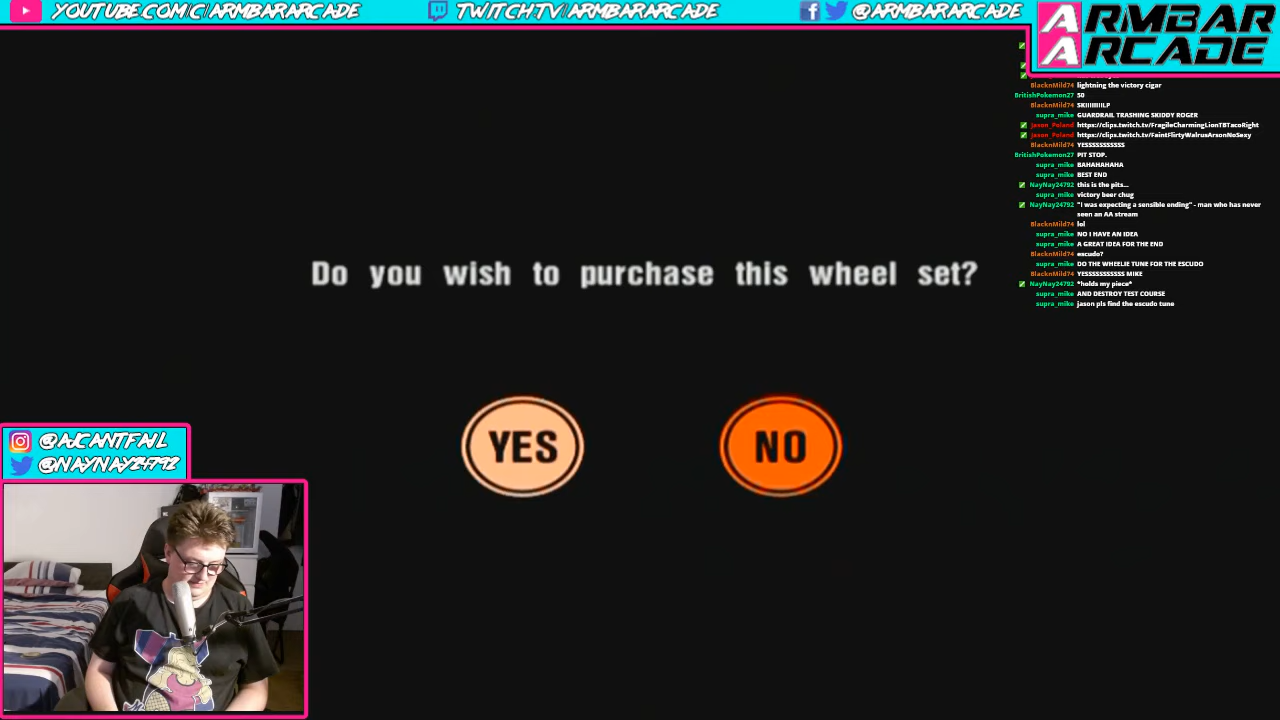 YOUTUBE.COM/C/ARMBARARCADE
TWITCH.TV/ARMBARARCADE
@ARMBARARCADE
ARMBAR
ARCADE
BlacknMild74 lightning the victory cigar
BritishPokemon27 50
BlacknMild74 SKIIIIIIIILP
supra_mike GUARDRAIL TRASHING SKIDDY ROGER
Jason_Poland https://clips.twitch.tv/FragileCharmingLionTBTacoRight
Jason_Poland https://clips.twitch.tv/FaintFlirtyWalrusArsonNoSexy
BlacknMild74 YESSSSSSSSSS
BritishPokemon27 PIT STOP.
supra_mike BAHAHAHAHA
supra_mike BEST END
NayNay24792 this is the pits...
supra_mike victory beer chug
NayNay24792 "I was expecting a sensible ending" - man who has never
seen an AA stream
BlacknMild74 lol
supra_mike NO I HAVE AN IDEA
supra_mike A GREAT IDEA FOR THE END
BlacknMild74 escudo?
supra_mike DO THE WHEELIE TUNE FOR THE ESCUDO
BlacknMild74 YESSSSSSSSSSS MIKE
NayNay24792 *holds my piece*
supra_mike AND DESTROY TEST COURSE
supra_mike jason pls find the escudo tune
Do you wish to purchase this wheel set?
YES NO
@AJCANTFAIL
@NAYNAY24792